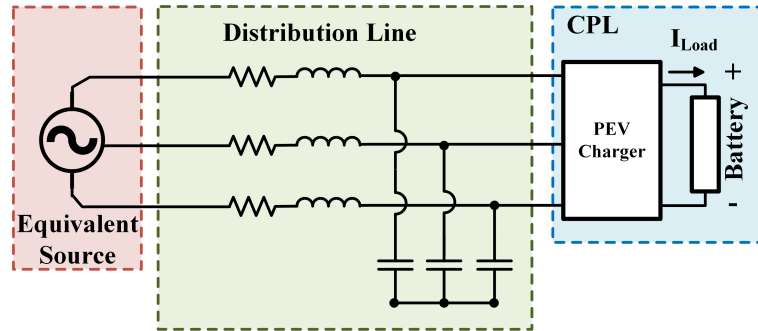 Distribution Line
CPL
I_Load
+
PEV
Charger
Battery
-
Equivalent
Source